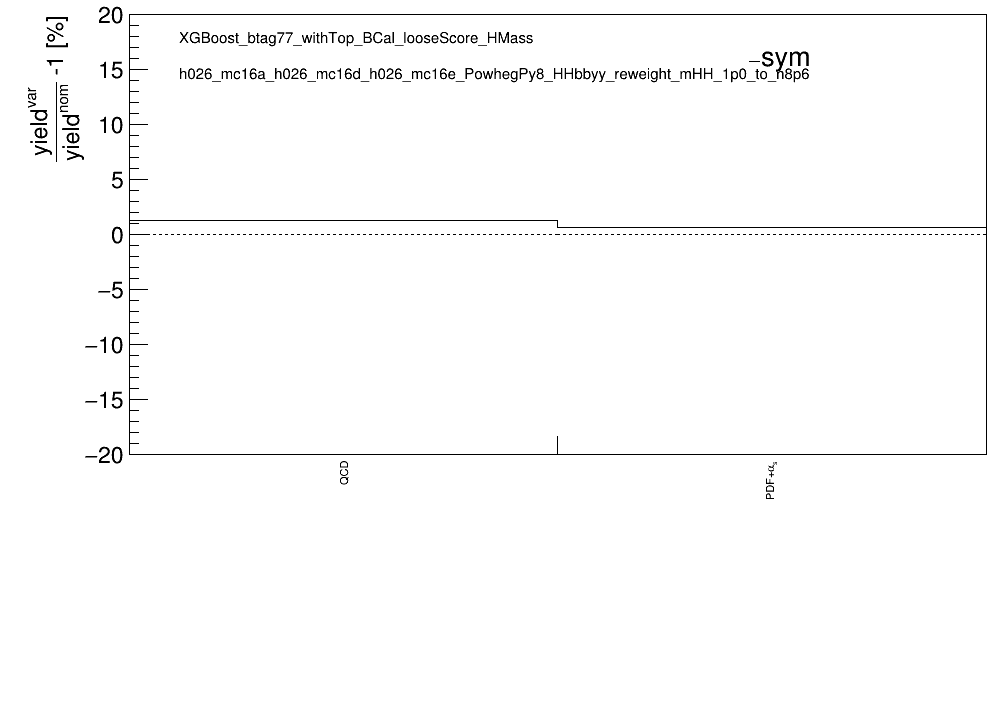 20
15
10
5
0
−5
−10
−15
−20
yield^var
yield^nom
-1 [%]
XGBoost_btag77_withTop_BCal_looseScore_HMass
sym
h026_mc16a_h026_mc16d_h026_mc16e_PowhegPy8_HHbbyy_reweight_mHH_1p0_to_n8p6
QCD
PDF+αs